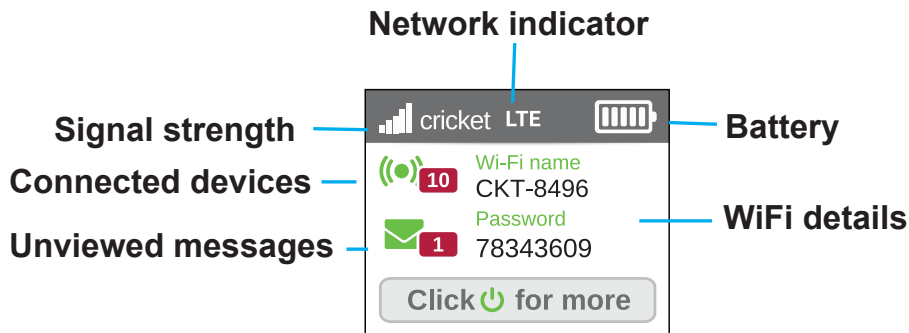 Network indicator
Signal strength
cricket LTE
Battery
Connected devices
10
Wi-Fi name
CKT-8496
WiFi details
Unviewed messages
1
Password
78343609
Click for more